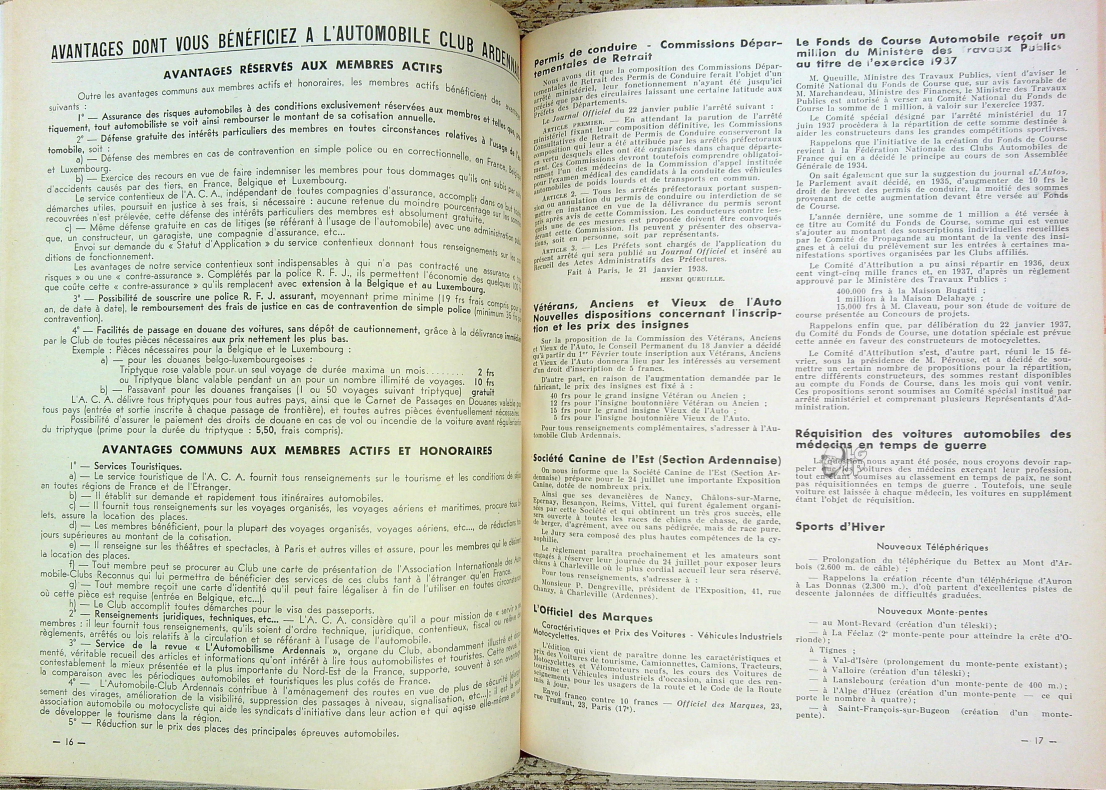 AVANTAGES DONT VOUS BÉNÉFICIEZ A L'AUTOMOBILE CLUB ARDENNAIS
AVANTAGES RÉSERVÉS AUX MEMBRES ACTIFS
Outre les avantages communs aux membres actifs et honoraires, les membres actifs bénéficient des avantages
suivants :
1° — Assurance des risques automobiles à des conditions exclusivement réservées aux membres et telles que,
tiquement, tout automobiliste se voit ainsi rembourser le montant de sa cotisation annuelle.
2° — Défense gratuite des intérêts particuliers des membres en toutes circonstances relatives à l'usage de l'
tomobile, soit :
a) — Défense des membres en cas de contravention en simple police ou en correctionnelle, en France, Belgique
et Luxembourg.
b) — Exercice des recours en vue de faire indemniser les membres pour tous dommages qu'ils ont subis par
d'accidents causés par des tiers, en France, Belgique et Luxembourg.
Le service contentieux de l'A. C. A., indépendant de toutes compagnies d'assurance, accomplit dans ce but toutes
démarches utiles, poursuit en justice à ses frais, si nécessaire : aucune retenue du moindre pourcentage sur les sommes
recouvrées n'est prélevée, cette défense des intérêts particuliers des membres est absolument gratuite.
c) — Même défense gratuite en cas de litiges (se référant à l'usage de l'automobile) avec une administration
que, un constructeur, un garagiste, une compagnie d'assurance, etc...
Envoi sur demande du « Statut d'Application » du service contentieux donnant tous renseignements sur les
ditions de fonctionnement.
Les avantages de notre service contentieux sont indispensables à qui n'a pas contracté une assurance «
risques » ou une « contre-assurance ». Complétés par la police R. F. J., ils permettent l'économie des quelques 100
que coûte cette « contre-assurance » qu'ils remplacent avec extension à la Belgique et au Luxembourg.
3° — Possibilité de souscrire une police R. F. J. assurant, moyennant prime minime (19 frs frais compris pour
an, de date à date), le remboursement des frais de justice en cas de contravention de simple police (minimum 35 frs
contravention).
4° — Facilités de passage en douane des voitures, sans dépôt de cautionnement, grâce à la délivrance immédiate
par le Club de toutes pièces nécessaires aux prix nettement les plus bas.
Exemple : Pièces nécessaires pour la Belgique et le Luxembourg :
a) — pour les douanes belgo-luxembourgeoises :
Triptyque rose valable pour un seul voyage de durée maxima un mois......... 2 frs
ou Triptyque blanc valable pendant un an pour un nombre illimité de voyages. 10 frs
b) — Passavant pour les douanes françaises (1 ou 50 voyages suivant triptyque) gratuit
L'A. C. A. délivre tous triptyques pour tous autres pays, ainsi que le Carnet de Passages en Douanes valable pour
tous pays (entrée et sortie inscrite à chaque passage de frontière), et toutes autres pièces éventuellement nécessaires.
Possibilité d'assurer le paiement des droits de douane en cas de vol ou incendie de la voiture avant régularisation
du triptyque (prime pour la durée du triptyque : 5,50, frais compris).
AVANTAGES COMMUNS AUX MEMBRES ACTIFS ET HONORAIRES
1° — Services Touristiques.
a) — Le service touristique de l'A. C. A. fournit tous renseignements sur le tourisme et les conditions de
en toutes régions de France et de l'Étranger.
b) — Il établit sur demande et rapidement tous itinéraires automobiles.
c) — Il fournit tous renseignements sur les voyages organisés, les voyages aériens et maritimes, procure tous
lets, assure la location des places.
d) — Les membres bénéficient, pour la plupart des voyages organisés, voyages aériens, etc..., de réductions
jours supérieures au montant de la cotisation.
e) — Il renseigne sur les théâtres et spectacles, à Paris et autres villes et assure, pour les membres qui le désirent
la location des places.
f) — Tout membre peut se procurer au Club une carte de présentation de l'Association Internationale des
mobile-Clubs Reconnus qui lui permettra de bénéficier des services de ces clubs tant à l'étranger qu'en France.
g) — Tout membre reçoit une carte d'identité qu'il peut faire légaliser à fin de l'utiliser en toutes circonstances
où cette pièce est requise (entrée en Belgique, etc...).
h) — Le Club accomplit toutes démarches pour le visa des passeports.
2° — Renseignements juridiques, techniques, etc... — L'A. C. A. considère qu'il a pour mission de « servir »
membres : il leur fournit tous renseignements, qu'ils soient d'ordre technique, juridique, contentieux, fiscal ou
règlements, arrêtés ou lois relatifs à la circulation et se référant à l'usage de l'automobile.
3° — Service de la revue « L'Automobilisme Ardennais », organe du Club, abondamment illustré et
menté, véritable recueil des articles et informations qu'ont intérêt à lire tous automobilistes et touristes. Cette revue,
contestablement la mieux présentée et la plus importante du Nord-Est de la France, supporte, souvent à son avantage
la comparaison avec les périodiques automobiles et touristiques les plus cotés de France.
4° — L'Automobile-Club Ardennais contribue à l'aménagement des routes en vue de plus de sécurité
sement des virages, amélioration de la visibilité, suppression des passages à niveau, signalisation, etc...) ; il est
association automobile ou motocycliste qui aide les syndicats d'initiative dans leur action et qui agisse elle-même
de développer le tourisme dans la région.
5° — Réduction sur le prix des places des principales épreuves automobiles.
— 16 —
Permis de conduire - Commissions Dépar-
tementales de Retrait
Nous avons dit que la composition des Commissions Dépar-
tementales de Retrait des Permis de Conduire ferait l'objet d'un
arrêté ministériel, leur fonctionnement n'ayant été jusqu'ici
précisé que par des circulaires laissant une certaine latitude aux
Préfets des Départements.
Le Journal Officiel du 22 janvier publie l'arrêté suivant :
ARTICLE PREMIER. — En attendant la parution de l'arrêté
ministériel fixant leur composition définitive, les Commissions
Consultatives de Retrait de Permis de Conduire conserveront la
composition qui leur a été attribuée par les arrêtés préfectoraux
en vertu desquels elles ont été organisées dans chaque départe-
ment. Ces Commissions devront toutefois comprendre obligatoi-
rement l'un des médecins de la Commission d'appel instituée
pour l'examen médical des candidats à la conduite des véhicules
automobiles de poids lourds et de transports en commun.
ARTICLE 2. — Tous les arrêtés préfectoraux portant suspen-
sion ou annulation du permis de conduire ou interdiction de se
mettre en instance en vue de la délivrance du permis seront
pris après avis de cette Commission. Les conducteurs contre les-
quels une de ces mesures est proposée doivent être convoqués
devant cette Commission. Ils peuvent y présenter des observa-
tions, soit en personne, soit par représentants.
ARTICLE 3. — Les Préfets sont chargés de l'application du
présent arrêté qui sera publié au Journal Officiel et inséré au
Recueil des Actes Administratifs des Préfectures.
Fait à Paris, le 21 janvier 1938.
HENRI QUEUILLE.
Vétérans, Anciens et Vieux de l'Auto
Nouvelles dispositions concernant l'inscrip-
tion et les prix des insignes
Sur la proposition de la Commission des Vétérans, Anciens
et Vieux de l'Auto, le Conseil Permanent du 18 Janvier a décidé
qu'à partir du 1er Février toute inscription aux Vétérans, Anciens
et Vieux de l'Auto donnera lieu par les intéressés au versement
d'un droit d'inscription de 5 francs.
D'autre part, en raison de l'augmentation demandée par le
fabricant, le prix des insignes est fixé à :
40 frs pour le grand insigne Vétéran ou Ancien ;
12 frs pour l'insigne boutonnière Vétéran ou Ancien ;
15 frs pour le grand insigne Vieux de l'Auto ;
5 frs pour l'insigne boutonnière Vieux de l'Auto.
Pour tous renseignements complémentaires, s'adresser à l'Au-
tomobile Club Ardennais.
Société Canine de l'Est (Section Ardennaise)
On nous informe que la Société Canine de l'Est (Section Ar-
dennaise) prépare pour le 24 juillet une importante Exposition
Canine, dotée de nombreux prix.
Ainsi que ses devancières de Nancy, Châlons-sur-Marne,
Epernay, Besançon, Reims, Vittel, qui furent également organi-
sées par cette Société et qui obtinrent un très gros succès, elle
sera ouverte à toutes les races de chiens de chasse, de garde,
de berger, d'agrément, avec ou sans pédigrée, mais de race pure.
Le Jury sera composé des plus hautes compétences de la cy-
nophilie.
Le règlement paraîtra prochainement et les amateurs sont
engagés à réserver leur journée du 24 juillet pour exposer leurs
chiens à Charleville où le plus cordial accueil leur sera réservé.
Pour tous renseignements, s'adresser à :
Monsieur P. Dengreville, président de l'Exposition, 41, rue
Chanzy, à Charleville (Ardennes).
L'Officiel des Marques
Caractéristiques et Prix des Voitures - Véhicules Industriels
Motocyclettes.
L'édition qui vient de paraître donne les caractéristiques et
prix des Voitures de tourisme, Camionnettes, Camions, Tracteurs,
Motocyclettes et Vélomoteurs neufs, les cours des Voitures de
tourisme et Véhicules industriels d'occasion, ainsi que des ren-
seignements pour les usagers de la route et le Code de la Route
mis à jour.
Envoi franco contre 10 francs — Officiel des Marques, 23,
rue Truffaut, 23, Paris (17e).
Le Fonds de Course Automobile reçoit un
million du Ministère des Travaux Publics
au titre de l'exercice 1937
M. Queuille, Ministre des Travaux Publics, vient d'aviser le
Comité National du Fonds de Course que, sur avis favorable de
M. Marchandeau, Ministre des Finances, le Ministre des Travaux
Publics est autorisé à verser au Comité National du Fonds de
Course la somme de 1 million, à valoir sur l'exercice 1937.
Le Comité spécial désigné par l'arrêté ministériel du 17
juin 1937 procèdera à la répartition de cette somme destinée à
aider les constructeurs dans les grandes compétitions sportives.
Rappelons que l'initiative de la création du Fonds de Course
revient à la Fédération Nationale des Clubs Automobiles de
France qui en a décidé le principe au cours de son Assemblée
Générale de 1934.
On sait également que sur la suggestion du journal «L'Auto»,
le Parlement avait décidé, en 1935, d'augmenter de 10 frs le
droit de brevet des permis de conduire, la moitié des sommes
provenant de cette augmentation devant être versée au Fonds
de Course.
L'année dernière, une somme de 1 million a été versée à
ce titre au Comité du Fonds de Course, somme qui est venue
s'ajouter au montant des souscriptions individuelles recueillies
par le Comité de Propagande au montant de la vente des insi-
gnes et à celui du prélèvement sur les entrées à certaines ma-
nifestations sportives organisées par les Clubs affiliés.
Le Comité d'Attribution a pu ainsi répartir en 1936, deux
cent vingt-cinq mille francs et, en 1937, d'après un règlement
approuvé par le Ministère des Travaux Publics :
400.000 frs à la Maison Bugatti ;
1 million à la Maison Delahaye ;
15.000 frs à M. Claveau, pour son étude de voiture de
course présentée au Concours de projets.
Rappelons enfin que, par délibération du 22 janvier 1937,
du Comité du Fonds de Course, une dotation spéciale est prévue
cette année en faveur des constructeurs de motocyclettes.
Le Comité d'Attribution s'est, d'autre part, réuni le 15 fé-
vrier, sous la présidence de M. Pérouse, et a décidé de sou-
mettre un certain nombre de propositions pour la répartition,
entre différents constructeurs, des sommes restant disponibles
au compte du Fonds de Course, dans les mois qui vont venir.
Ces propositions seront soumises au Comité spécial institué par
arrêté ministériel et comprenant plusieurs Représentants d'Ad-
ministration.
Réquisition des voitures automobiles des
médecins en temps de guerre
La question nous ayant été posée, nous croyons devoir rap-
peler que les voitures des médecins exerçant leur profession,
tout en étant soumises au classement en temps de paix, ne sont
pas réquisitionnées en temps de guerre . Toutefois, une seule
voiture est laissée à chaque médecin, les voitures en supplément
étant l'objet de réquisition.
Sports d'Hiver
Nouveaux Téléphériques
— Prolongation du téléphérique du Bettex au Mont d'Ar-
bois (2.600 m. de câble) ;
— Rappelons la création récente d'un téléphérique d'Auron
à Las Donnas (2.300 m.), d'où partent d'excellentes pistes de
descente jalonnées de difficultés graduées.
Nouveaux Monte-pentes
— au Mont-Revard (création d'un téleski) ;
— à La Féclaz (2e monte-pente pour atteindre la crête d'O-
rionde) ;
à Tignes ;
— à Val-d'Isère (prolongement du monte-pente existant) ;
— à Valloire (création d'un téleski) ;
— à Lanslebourg (création d'un monte-pente de 400 m.) ;
— à l'Alpe d'Huez (création d'un monte-pente — ce qui
porte le nombre à quatre) ;
— à Saint-François-sur-Bugeon (création d'un monte-
pente).
— 17 —